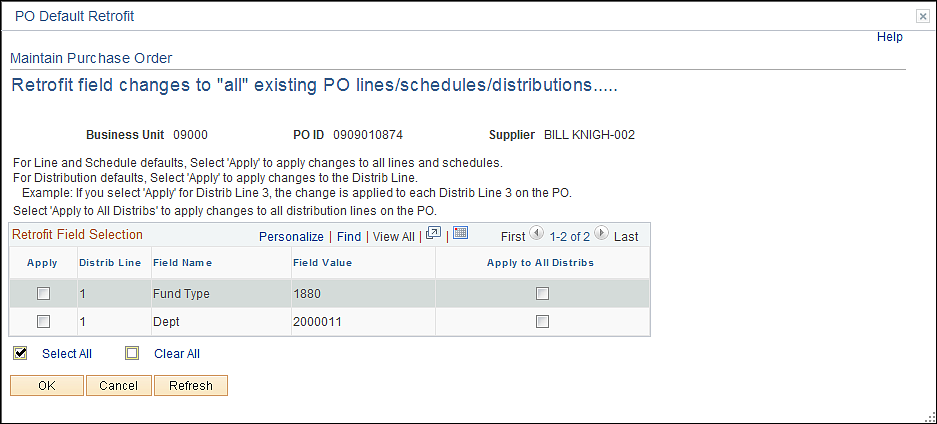 PO Default Retrofit
Help
Maintain Purchase Order
Retrofit field changes to "all" existing PO lines/schedules/distributions.....
Business Unit 09000 PO ID 0909010874 Supplier BILL KNIGH-002
For Line and Schedule defaults, Select 'Apply' to apply changes to all lines and schedules.
For Distribution defaults, Select 'Apply' to apply changes to the Distrib Line.
Example: If you select 'Apply' for Distrib Line 3, the change is applied to each Distrib Line 3 on the PO.
Select 'Apply to All Distribs' to apply changes to all distribution lines on the PO.
Retrofit Field Selection Personalize | Find | View All | | First 1-2 of 2 Last
Apply Distrib Line Field Name Field Value Apply to All Distribs
1 Fund Type 1880
1 Dept 2000011
Select All Clear All
OK Cancel Refresh